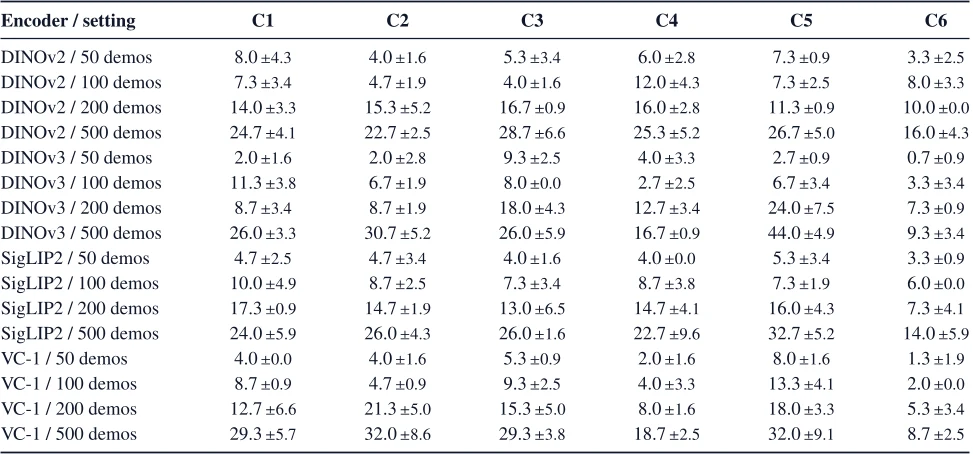 Encoder / setting C1 C2 C3 C4 C5 C6
DINOv2 / 50 demos 8.0 ±4.3 4.0 ±1.6 5.3 ±3.4 6.0 ±2.8 7.3 ±0.9 3.3 ±2.5
DINOv2 / 100 demos 7.3 ±3.4 4.7 ±1.9 4.0 ±1.6 12.0 ±4.3 7.3 ±2.5 8.0 ±3.3
DINOv2 / 200 demos 14.0 ±3.3 15.3 ±5.2 16.7 ±0.9 16.0 ±2.8 11.3 ±0.9 10.0 ±0.0
DINOv2 / 500 demos 24.7 ±4.1 22.7 ±2.5 28.7 ±6.6 25.3 ±5.2 26.7 ±5.0 16.0 ±4.3
DINOv3 / 50 demos 2.0 ±1.6 2.0 ±2.8 9.3 ±2.5 4.0 ±3.3 2.7 ±0.9 0.7 ±0.9
DINOv3 / 100 demos 11.3 ±3.8 6.7 ±1.9 8.0 ±0.0 2.7 ±2.5 6.7 ±3.4 3.3 ±3.4
DINOv3 / 200 demos 8.7 ±3.4 8.7 ±1.9 18.0 ±4.3 12.7 ±3.4 24.0 ±7.5 7.3 ±0.9
DINOv3 / 500 demos 26.0 ±3.3 30.7 ±5.2 26.0 ±5.9 16.7 ±0.9 44.0 ±4.9 9.3 ±3.4
SigLIP2 / 50 demos 4.7 ±2.5 4.7 ±3.4 4.0 ±1.6 4.0 ±0.0 5.3 ±3.4 3.3 ±0.9
SigLIP2 / 100 demos 10.0 ±4.9 8.7 ±2.5 7.3 ±3.4 8.7 ±3.8 7.3 ±1.9 6.0 ±0.0
SigLIP2 / 200 demos 17.3 ±0.9 14.7 ±1.9 13.0 ±6.5 14.7 ±4.1 16.0 ±4.3 7.3 ±4.1
SigLIP2 / 500 demos 24.0 ±5.9 26.0 ±4.3 26.0 ±1.6 22.7 ±9.6 32.7 ±5.2 14.0 ±5.9
VC-1 / 50 demos 4.0 ±0.0 4.0 ±1.6 5.3 ±0.9 2.0 ±1.6 8.0 ±1.6 1.3 ±1.9
VC-1 / 100 demos 8.7 ±0.9 4.7 ±0.9 9.3 ±2.5 4.0 ±3.3 13.3 ±4.1 2.0 ±0.0
VC-1 / 200 demos 12.7 ±6.6 21.3 ±5.0 15.3 ±5.0 8.0 ±1.6 18.0 ±3.3 5.3 ±3.4
VC-1 / 500 demos 29.3 ±5.7 32.0 ±8.6 29.3 ±3.8 18.7 ±2.5 32.0 ±9.1 8.7 ±2.5